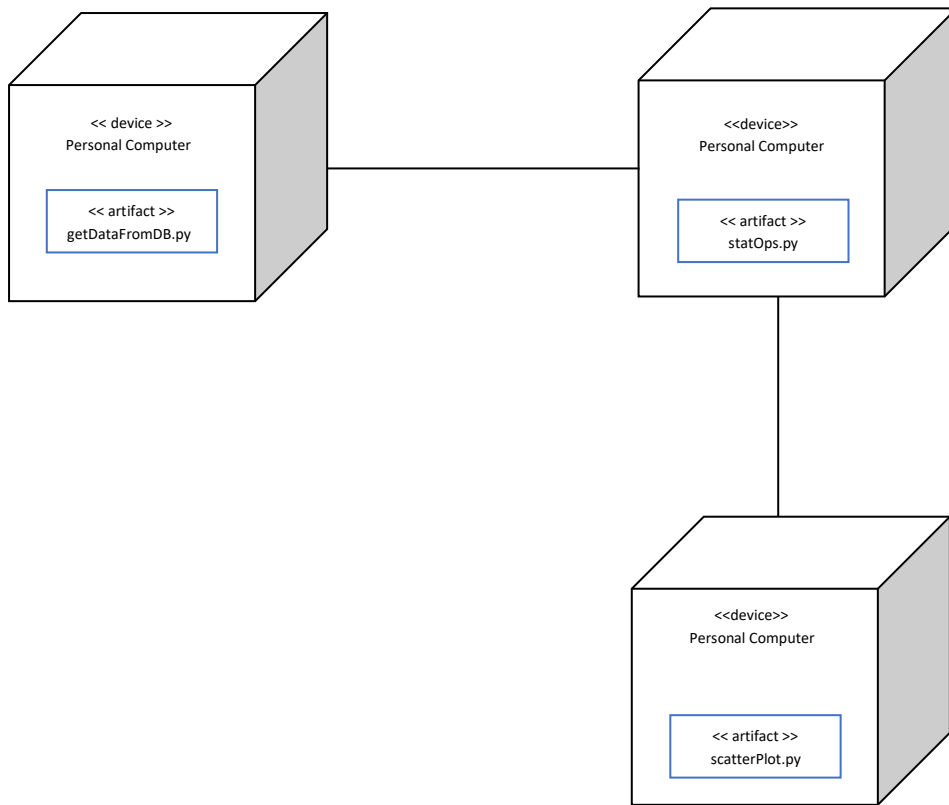 << device >>
Personal Computer
<< artifact >>
getDataFromDB.py
<<device>>
Personal Computer
<< artifact >>
statOps.py
<<device>>
Personal Computer
<< artifact >>
scatterPlot.py